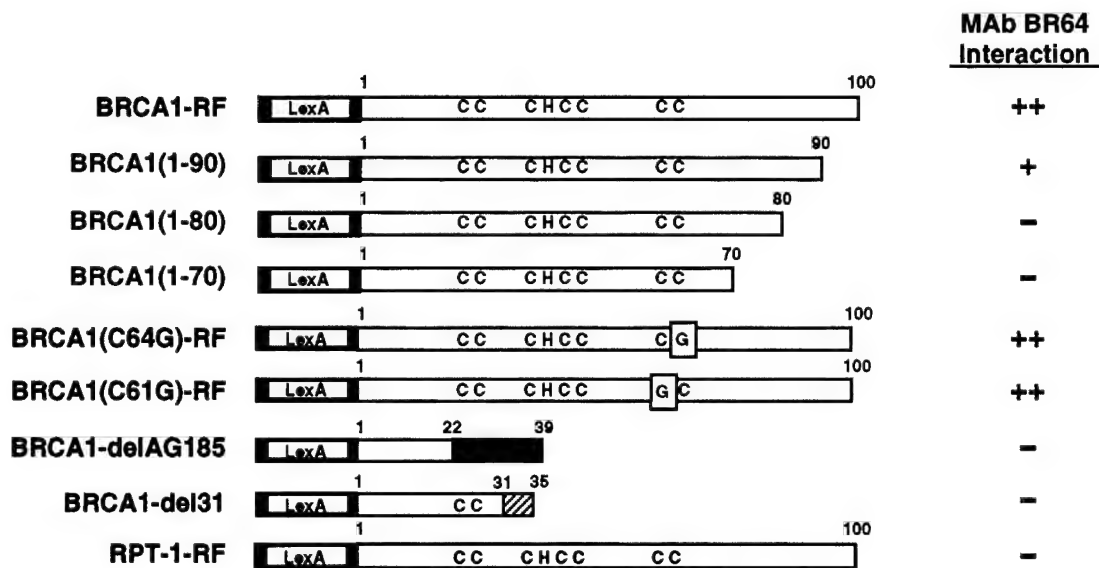 MAb BR64
Interaction
1 100
BRCA1-RF LexA C C C H C C C C ++
1 90
BRCA1(1-90) LexA C C C H C C C C +
1 80
BRCA1(1-80) LexA C C C H C C C C –
1 70
BRCA1(1-70) LexA C C C H C C C C –
1 100
BRCA1(C64G)-RF LexA C C C H C C C G ++
1 100
BRCA1(C61G)-RF LexA C C C H C C G C ++
1 22 39
BRCA1-delAG185 LexA –
1 31 35
BRCA1-del31 LexA C C –
1 100
RPT-1-RF LexA C C C H C C C C –